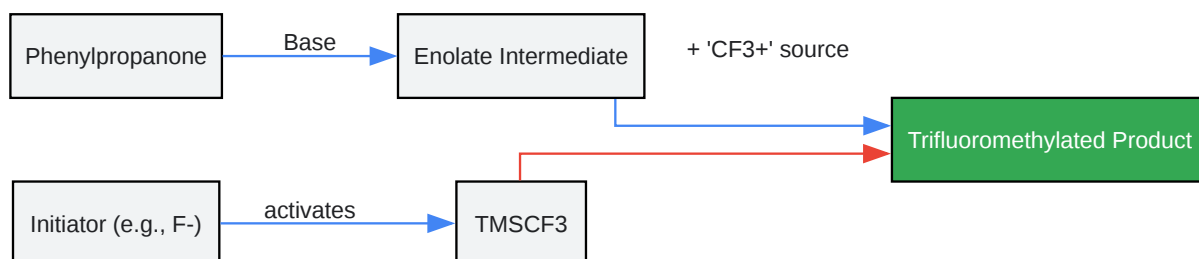 Phenylpropanone
Base
Enolate Intermediate
+ 'CF3+' source
Trifluoromethylated Product
Initiator (e.g., F-)
activates
TMSCF3